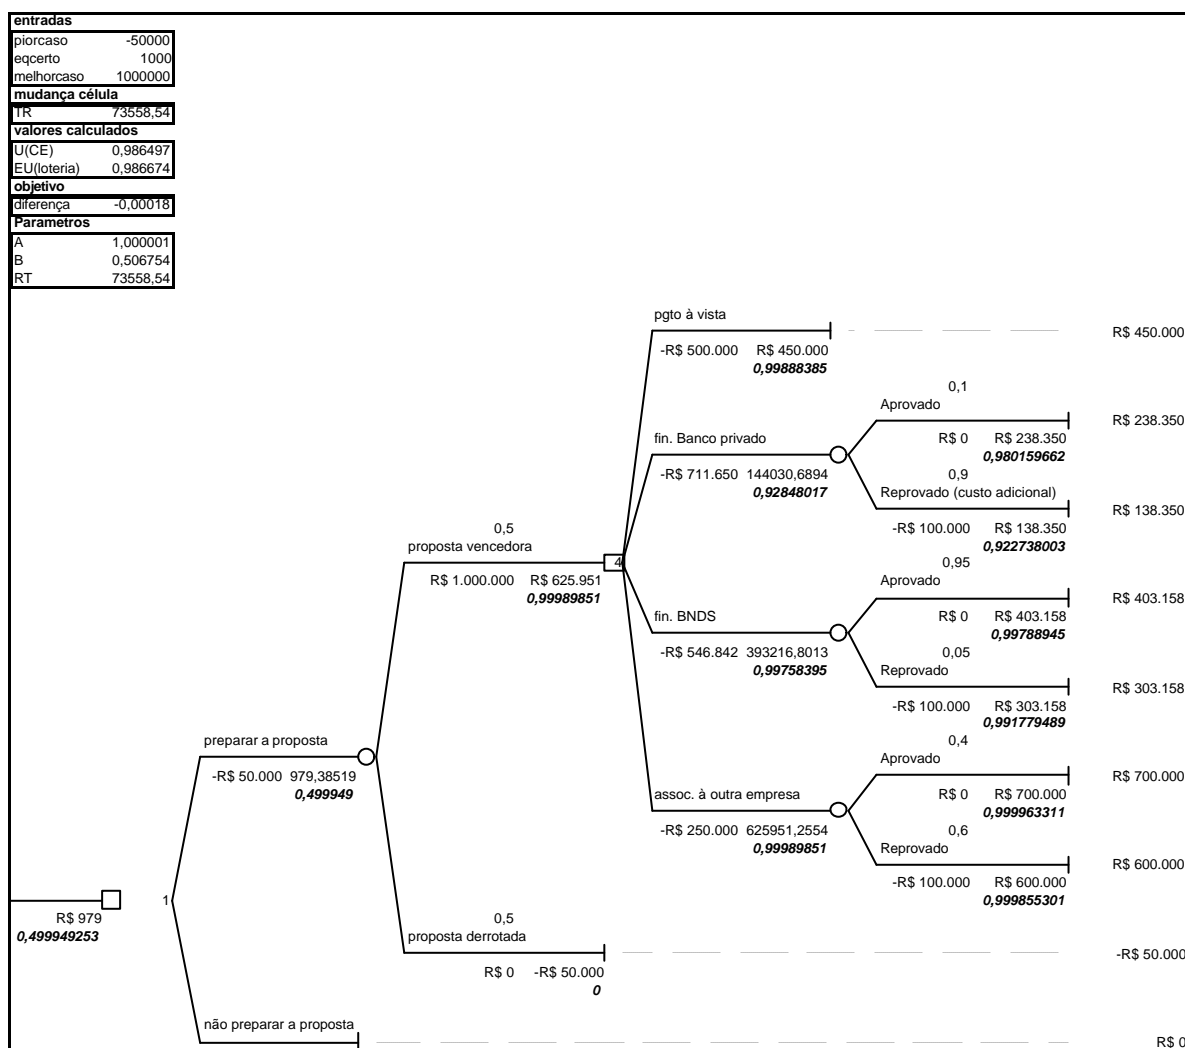 entradas
piorcaso -50000
eqcerto 1000
melhorcaso 1000000
mudança célula
TR 73558,54
valores calculados
U(CE) 0,986497
EU(loteria) 0,986674
objetivo
diferença -0,00018
Parametros
A 1,000001
B 0,506754
RT 73558,54
pgto à vista
R$ 450.000
-R$ 500.000 R$ 450.000
0,99888385
0,1
Aprovado
R$ 238.350
fin. Banco privado
R$ 0 R$ 238.350
0,980159662
-R$ 711.650 144030,6894
0,9
0,92848017
Reprovado (custo adicional)
R$ 138.350
0,5
-R$ 100.000 R$ 138.350
proposta vencedora
0,922738003
4
0,95
R$ 1.000.000 R$ 625.951
Aprovado
0,99989851
R$ 403.158
fin. BNDS
R$ 0 R$ 403.158
0,99788945
-R$ 546.842 393216,8013
0,05
0,99758395
Reprovado
R$ 303.158
-R$ 100.000 R$ 303.158
0,991779489
preparar a proposta
0,4
Aprovado
-R$ 50.000 979,38519
R$ 700.000
0,499949
assoc. à outra empresa
R$ 0 R$ 700.000
0,999963311
-R$ 250.000 625951,2554
0,6
0,99989851
Reprovado
R$ 600.000
-R$ 100.000 R$ 600.000
0,999855301
1
R$ 979
0,5
0,499949253
proposta derrotada
-R$ 50.000
R$ 0 -R$ 50.000
0
não preparar a proposta
R$ 0